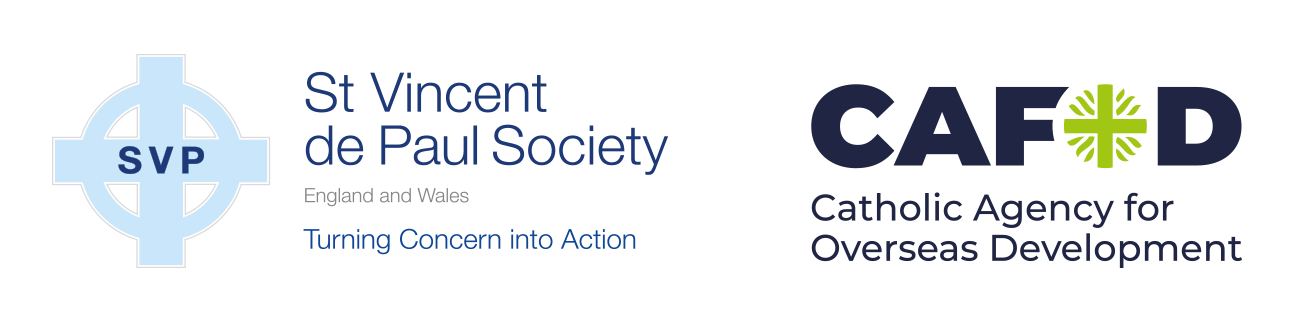 SVP
St Vincent
de Paul Society
England and Wales
Turning Concern into Action
CAFOD
Catholic Agency for
Overseas Development